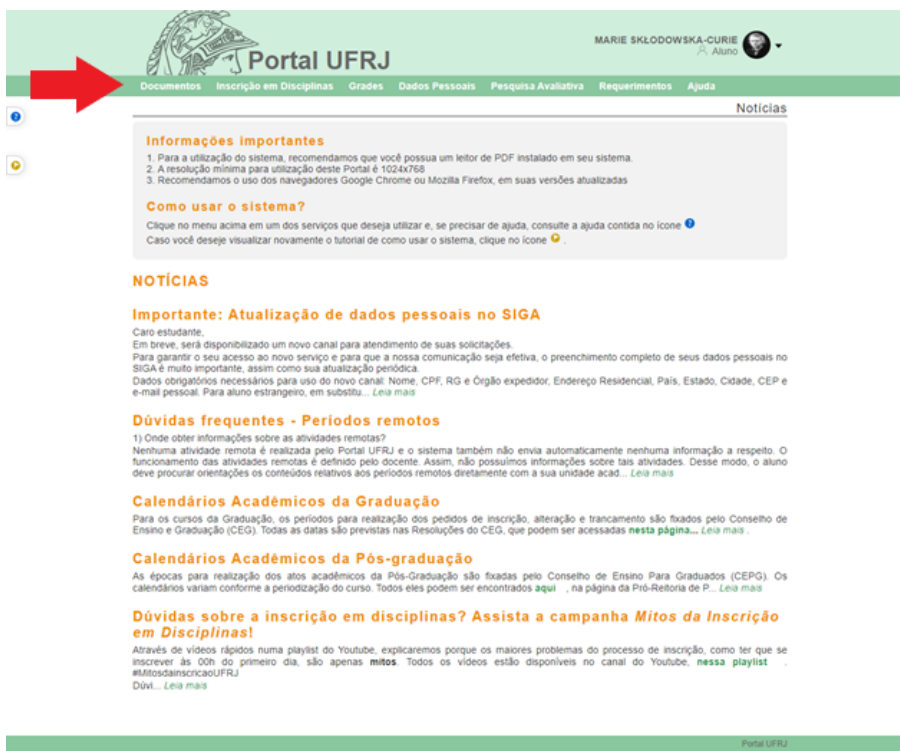 Portal UFRJ
MARIE SKŁODOWSKA-CURIE
Aluno
Documentos Inscrição em Disciplinas Grades Dados Pessoais Pesquisa Avaliativa Requerimentos Ajuda
Notícias
Informações importantes
1. Para a utilização do sistema, recomendamos que você possua um leitor de PDF instalado em seu sistema.
2. A resolução mínima para utilização deste Portal é 1024x768
3. Recomendamos o uso dos navegadores Google Chrome ou Mozilla Firefox, em suas versões atualizadas
Como usar o sistema?
Clique no menu acima em um dos serviços que deseja utilizar e, se precisar de ajuda, consulte a ajuda contida no ícone ?
Caso você deseje visualizar novamente o tutorial de como usar o sistema, clique no ícone .
NOTÍCIAS
Importante: Atualização de dados pessoais no SIGA
Caro estudante,
Em breve, será disponibilizado um novo canal para atendimento de suas solicitações.
Para garantir o seu acesso ao novo serviço e para que a nossa comunicação seja efetiva, o preenchimento completo de seus dados pessoais no
SIGA é muito importante, assim como sua atualização periódica.
Dados obrigatórios necessários para uso do novo canal: Nome, CPF, RG e Órgão expedidor, Endereço Residencial, País, Estado, Cidade, CEP e
e-mail pessoal. Para aluno estrangeiro, em substitu... Leia mais
Dúvidas frequentes - Períodos remotos
1) Onde obter informações sobre as atividades remotas?
Nenhuma atividade remota é realizada pelo Portal UFRJ e o sistema também não envia automaticamente nenhuma informação a respeito. O
funcionamento das atividades remotas é definido pelo docente. Assim, não possuímos informações sobre tais atividades. Desse modo, o aluno
deve procurar orientações os conteúdos relativos aos períodos remotos diretamente com a sua unidade acad... Leia mais
Calendários Acadêmicos da Graduação
Para os cursos da Graduação, os períodos para realização dos pedidos de inscrição, alteração e trancamento são fixados pelo Conselho de
Ensino e Graduação (CEG). Todas as datas são previstas nas Resoluções do CEG, que podem ser acessadas nesta página... Leia mais .
Calendários Acadêmicos da Pós-graduação
As épocas para realização dos atos acadêmicos da Pós-Graduação são fixadas pelo Conselho de Ensino Para Graduados (CEPG). Os
calendários variam conforme a periodização do curso. Todos eles podem ser encontrados aqui , na página da Pró-Reitoria de P... Leia mais
Dúvidas sobre a inscrição em disciplinas? Assista a campanha Mitos da Inscrição
em Disciplinas!
Através de vídeos rápidos numa playlist do Youtube, explicaremos porque os maiores problemas do processo de inscrição, como ter que se
inscrever às 00h do primeiro dia, são apenas mitos. Todos os vídeos estão disponíveis no canal do Youtube, nessa playlist .
#MitosdainscricaoUFRJ
Dúvi... Leia mais
Portal UFRJ